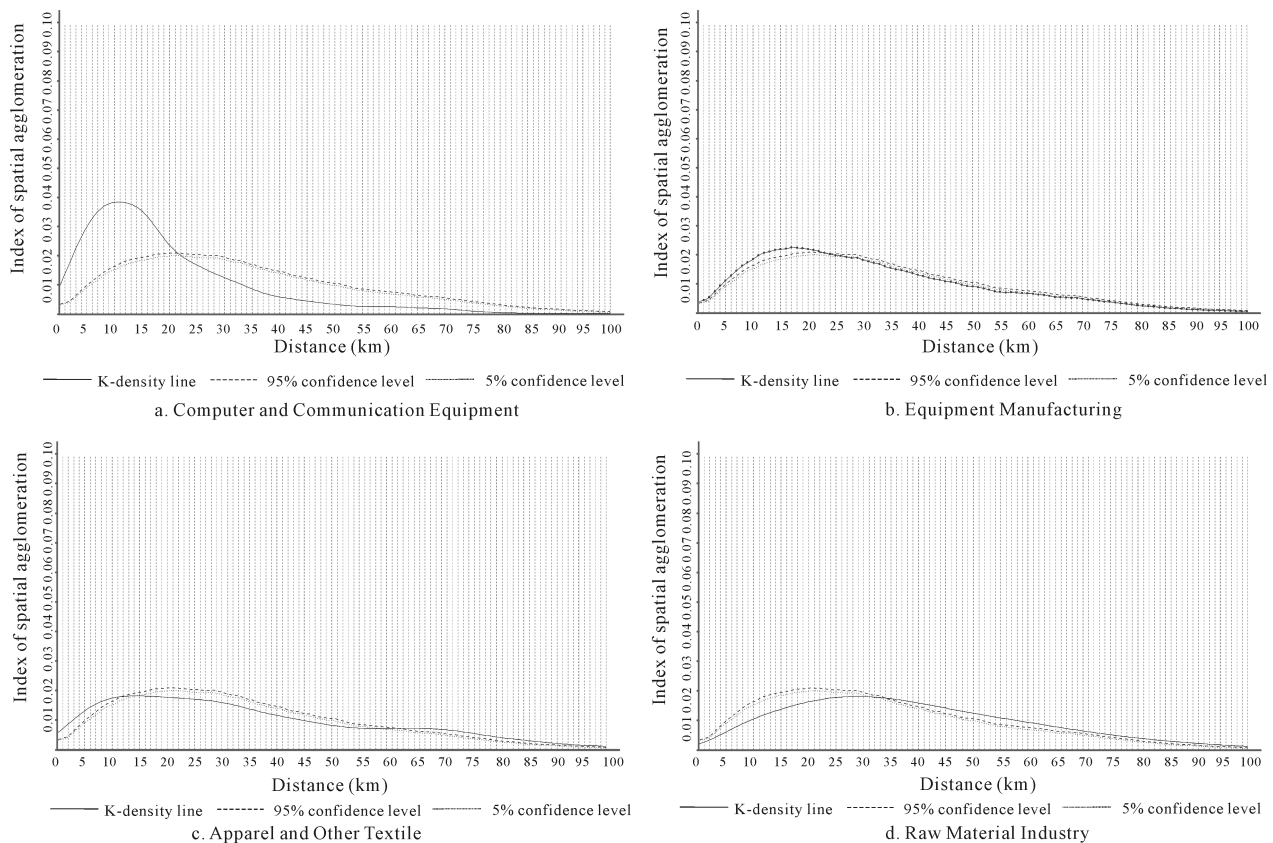 Index of spatial agglomeration
0.01 0.02 0.03 0.04 0.05 0.06 0.07 0.08 0.09 0.10
0 5 10 15 20 25 30 35 40 45 50 55 60 65 70 75 80 85 90 95 100
Distance (km)
K-density line 95% confidence level 5% confidence level
a. Computer and Communication Equipment
Index of spatial agglomeration
0.01 0.02 0.03 0.04 0.05 0.06 0.07 0.08 0.09 0.10
0 5 10 15 20 25 30 35 40 45 50 55 60 65 70 75 80 85 90 95 100
Distance (km)
K-density line 95% confidence level 5% confidence level
b. Equipment Manufacturing
Index of spatial agglomeration
0.01 0.02 0.03 0.04 0.05 0.06 0.07 0.08 0.09 0.10
0 5 10 15 20 25 30 35 40 45 50 55 60 65 70 75 80 85 90 95 100
Distance (km)
K-density line 95% confidence level 5% confidence level
c. Apparel and Other Textile
Index of spatial agglomeration
0.01 0.02 0.03 0.04 0.05 0.06 0.07 0.08 0.09 0.10
0 5 10 15 20 25 30 35 40 45 50 55 60 65 70 75 80 85 90 95 100
Distance (km)
K-density line 95% confidence level 5% confidence level
d. Raw Material Industry